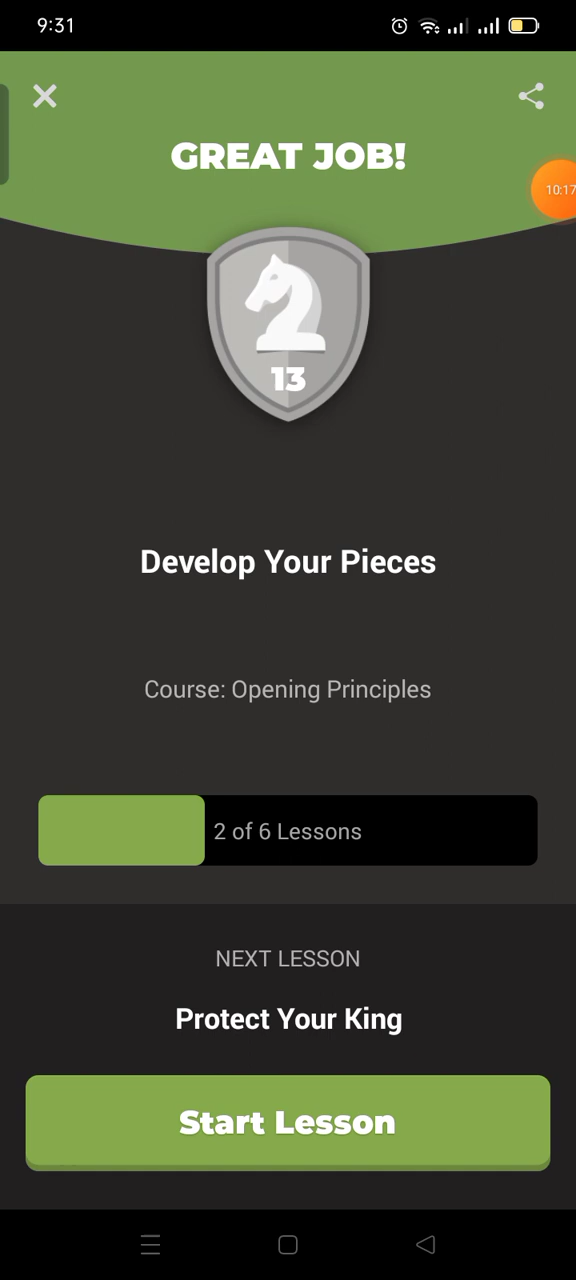 9:31
GREAT JOB!
10:17
13
Develop Your Pieces
Course: Opening Principles
2 of 6 Lessons
NEXT LESSON
Protect Your King
Start Lesson